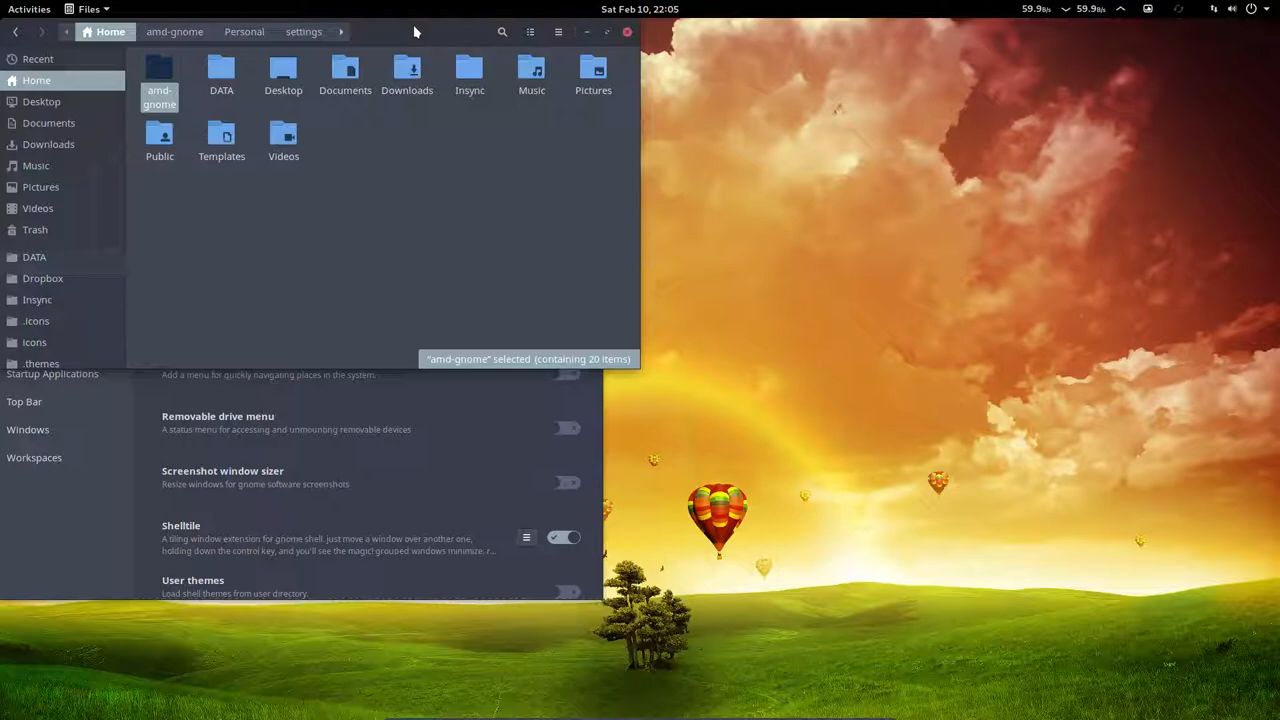 Activities Files Sat Feb 10, 22:05 59.9B/s 59.9B/s
Home amd-gnome Personal settings
Recent
Home
Desktop
Documents
Downloads
Music
Pictures
Videos
Trash
DATA
Dropbox
Insync
.icons
icons
.themes
amd-
gnome
DATA Desktop Documents Downloads Insync Music Pictures
Public Templates Videos
"amd-gnome" selected (containing 20 items)
Startup Applications
Top Bar
Windows
Workspaces
Add a menu for quickly navigating places in the system.
Removable drive menu
A status menu for accessing and unmounting removable devices
Screenshot window sizer
Resize windows for gnome software screenshots
Shelltile
A tiling window extension for gnome shell. just move a window over another one,
holding down the control key, and you'll see the magic! grouped windows minimize, r...
User themes
Load shell themes from user directory.